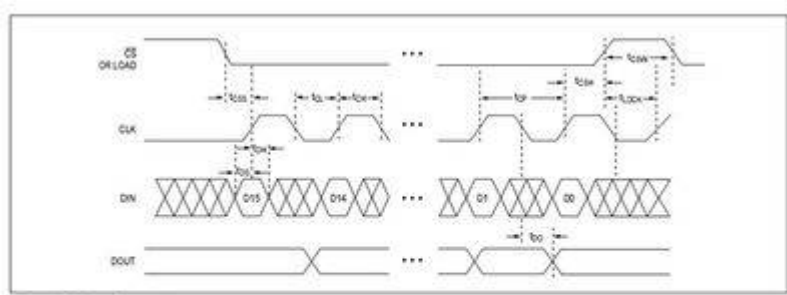 CS
OR LOAD
tCSS
tCL
tCH
tCP
tCSH
tCSW
tLDCK
CLK
tDH
tDS
DIN
D15
D14
D1
D0
tDO
DOUT